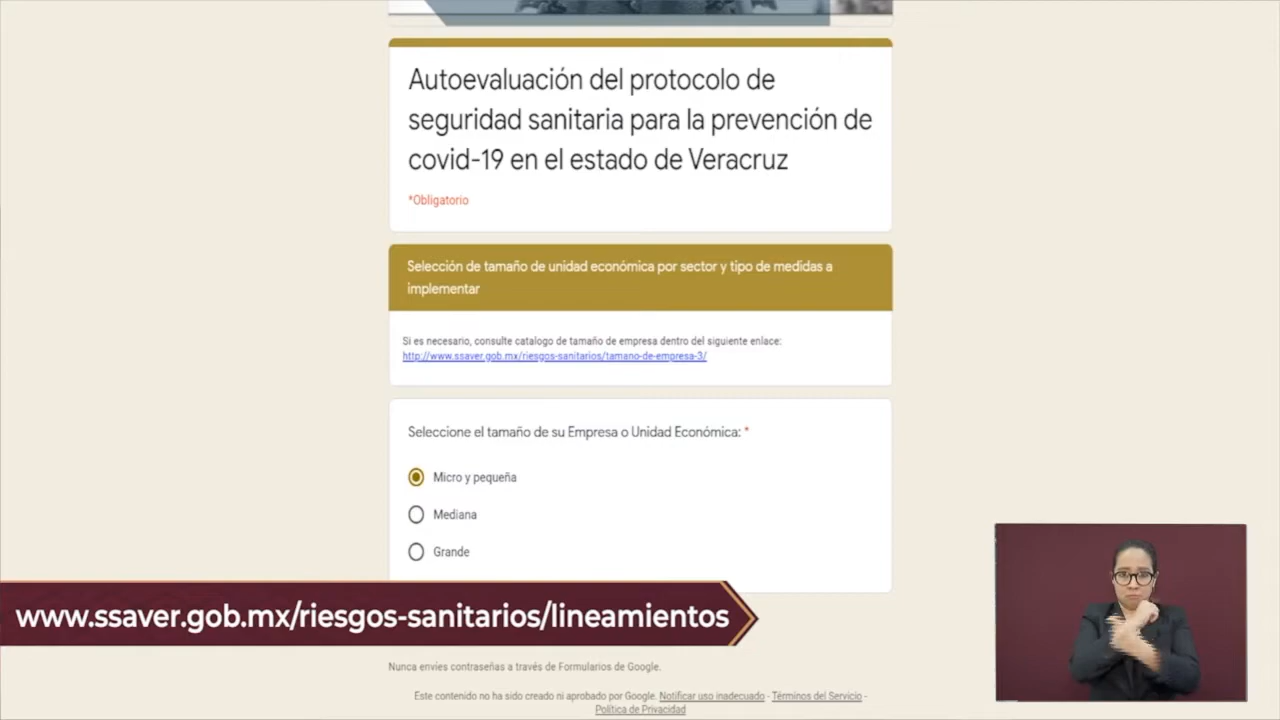 Autoevaluación del protocolo de
seguridad sanitaria para la prevención de
covid-19 en el estado de Veracruz
*Obligatorio
Selección de tamaño de unidad económica por sector y tipo de medidas a
implementar
Si es necesario, consulte catalogo de tamaño de empresa dentro del siguiente enlace:
http://www.ssaver.gob.mx/riesgos-sanitarios/tamano-de-empresa-3/
Seleccione el tamaño de su Empresa o Unidad Económica: *
Micro y pequeña
Mediana
Grande
www.ssaver.gob.mx/riesgos-sanitarios/lineamientos
Nunca envíes contraseñas a través de Formularios de Google.
Este contenido no ha sido creado ni aprobado por Google. Notificar uso inadecuado - Términos del Servicio -
Política de Privacidad